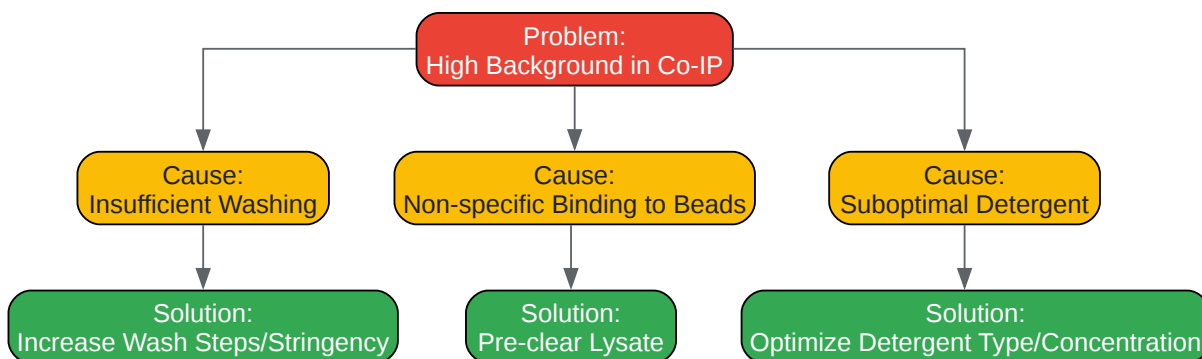 Problem:
High Background in Co-IP
Cause:
Insufficient Washing
Cause:
Non-specific Binding to Beads
Cause:
Suboptimal Detergent
Solution:
Increase Wash Steps/Stringency
Solution:
Pre-clear Lysate
Solution:
Optimize Detergent Type/Concentration